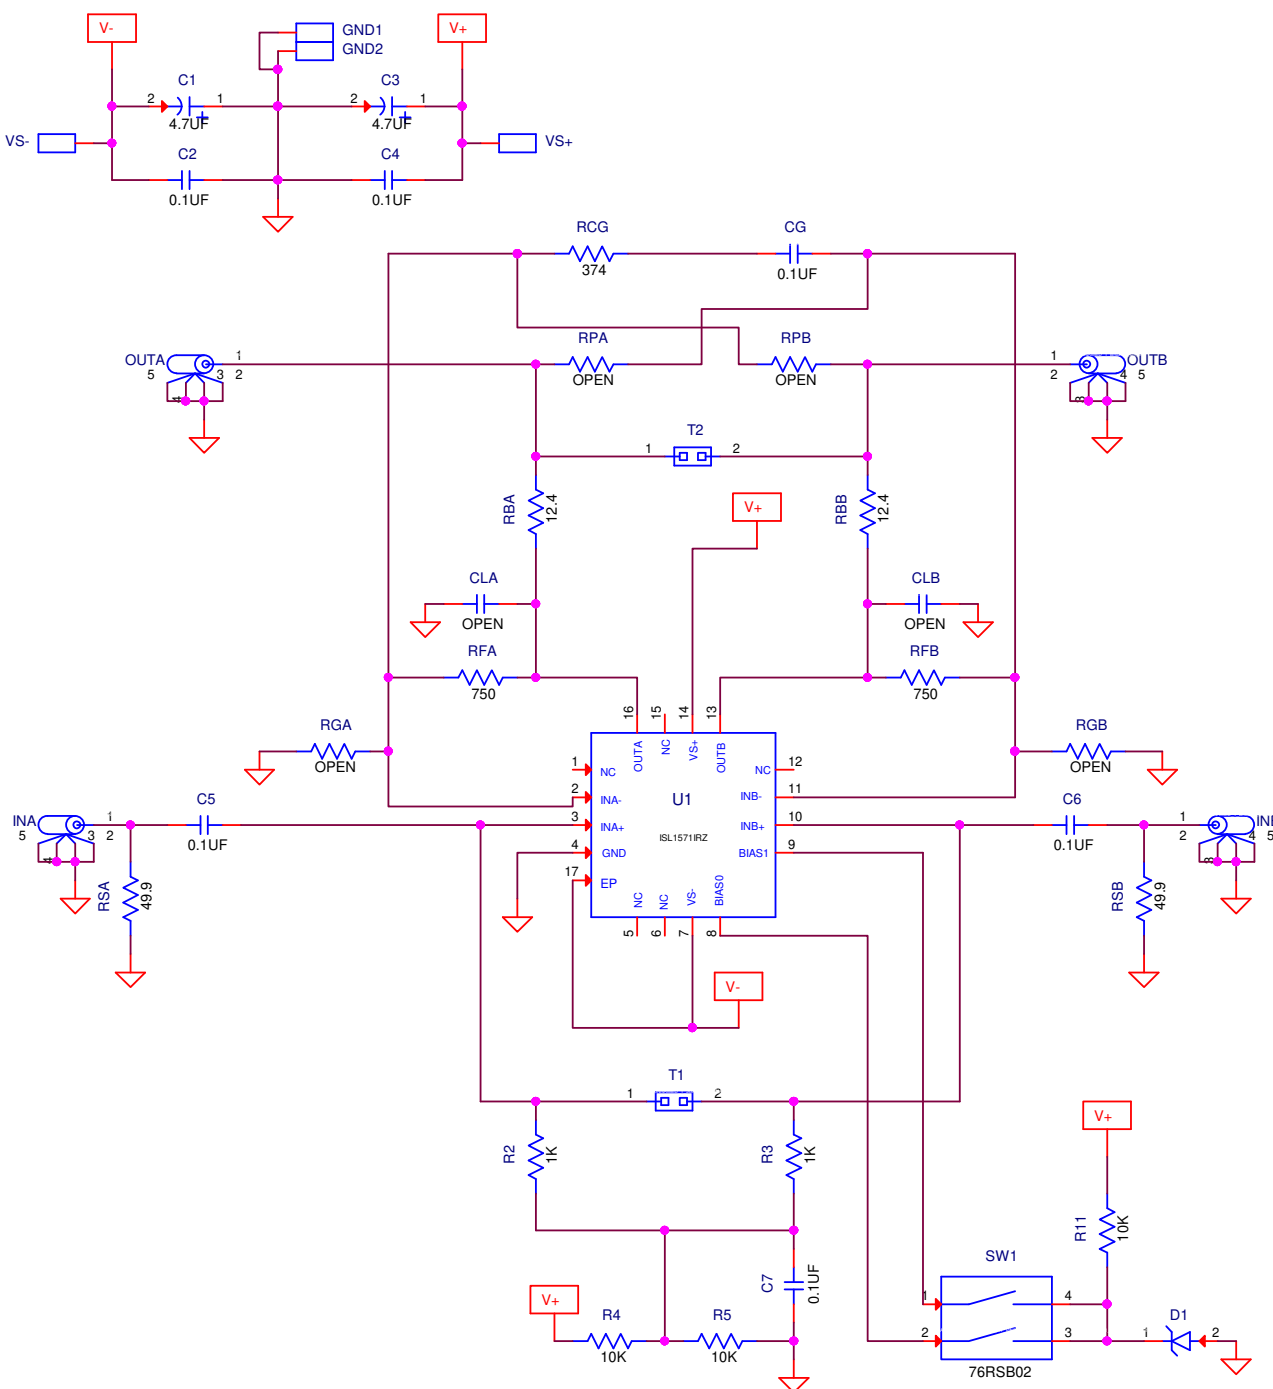 V-
GND1
V+
GND2
C1
C3
2
1
2
1
4.7UF
4.7UF
VS-
VS+
C2
C4
0.1UF
0.1UF
RCG
CG
374
0.1UF
RPA
RPB
OUTA
1
1
OUTB
5
3
2
OPEN
OPEN
2
4
5
4
3
T2
1
2
RBA
12.4
V+
RBB
12.4
CLA
CLB
OPEN
OPEN
RFA
RFB
750
750
16
15
14
13
RGA
RGB
OUTA
NC
VS+
OUTB
OPEN
OPEN
1
NC
NC
12
2
INA-
U1
INB-
11
C5
C6
INA
1
3
INA+
INB+
10
1
INB
5
3
2
0.1UF
ISL1571IRZ
0.1UF
2
4
5
4
GND
BIAS1
9
4
3
17
EP
RSA
49.9
NC
NC
VS-
BIAS0
RSB
49.9
5
6
7
8
V-
T1
1
2
V+
R2
1K
R3
1K
R11
10K
SW1
C7
0.1UF
V+
1
4
R4
R5
D1
2
3
1
2
10K
10K
76RSB02